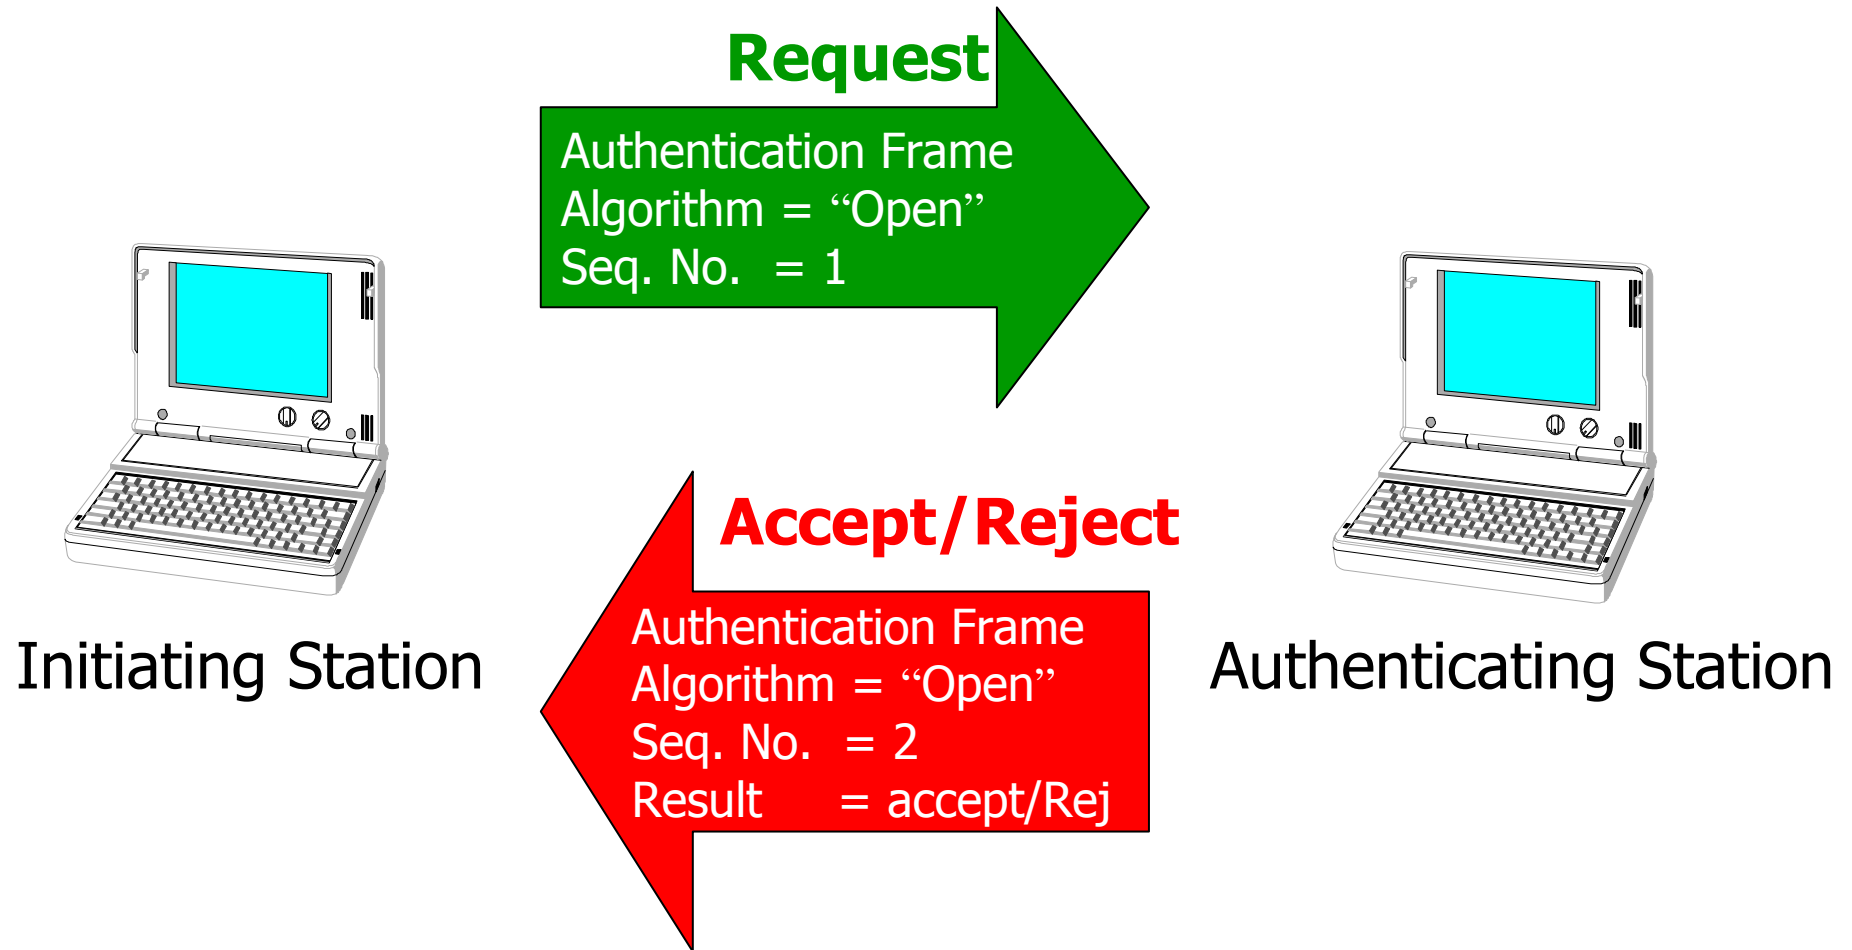 Request
Authentication Frame
Algorithm = “Open”
Seq. No. = 1
Accept/Reject
Authentication Frame
Algorithm = “Open”
Seq. No. = 2
Result = accept/Rej
Initiating Station
Authenticating Station